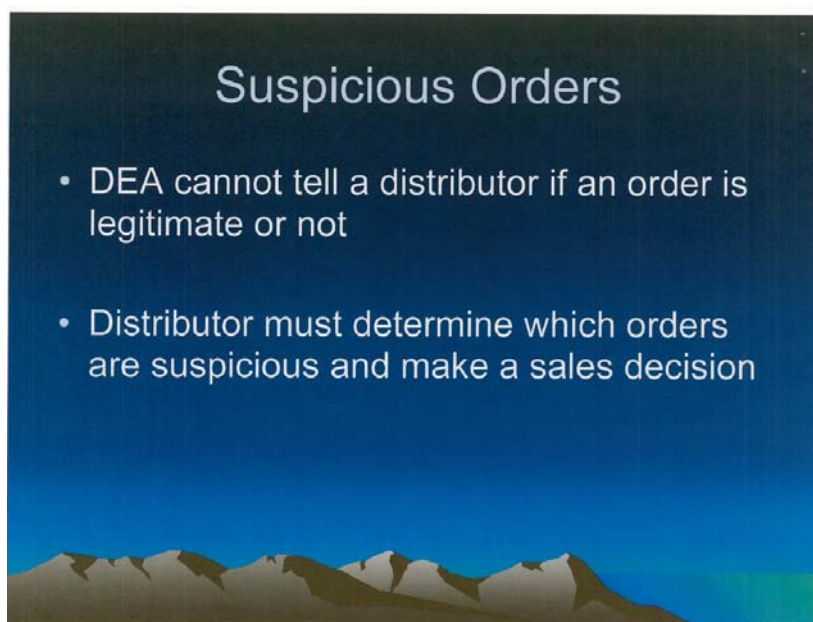 Suspicious Orders
• DEA cannot tell a distributor if an order is
legitimate or not
• Distributor must determine which orders
are suspicious and make a sales decision